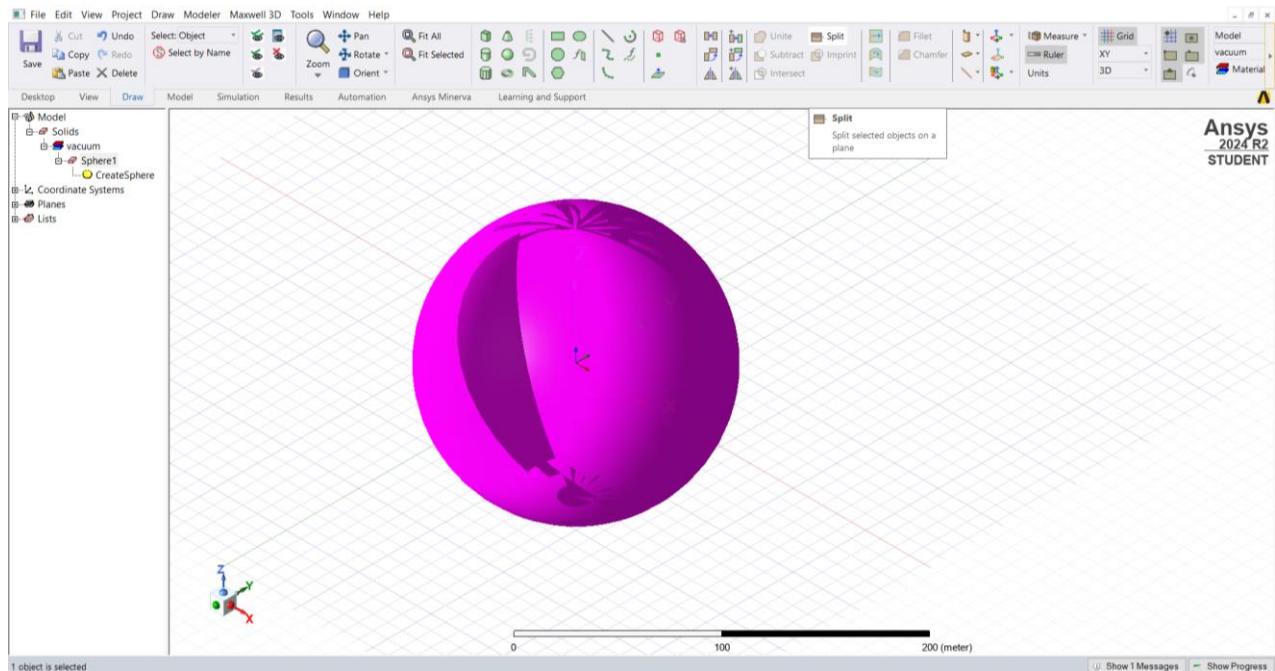 File Edit View Project Draw Modeler Maxwell 3D Tools Window Help
Save
Cut Undo
Copy Redo
Paste Delete
Select: Object
Select by Name
Zoom
Pan
Rotate
Orient
Fit All
Fit Selected
Unite Split
Subtract Imprint
Intersect
Fillet
Chamfer
Measure
Ruler
Units
Grid
XY
3D
Model
vacuum
Material
Desktop View Draw Model Simulation Results Automation Ansys Minerva Learning and Support
Model
Solids
vacuum
Sphere1
CreateSphere
Coordinate Systems
Planes
Lists
Split
Split selected objects on a
plane
Ansys
2024 R2
STUDENT
Z
Y
X
0 100 200 (meter)
1 object is selected
Show 1 Messages Show Progress